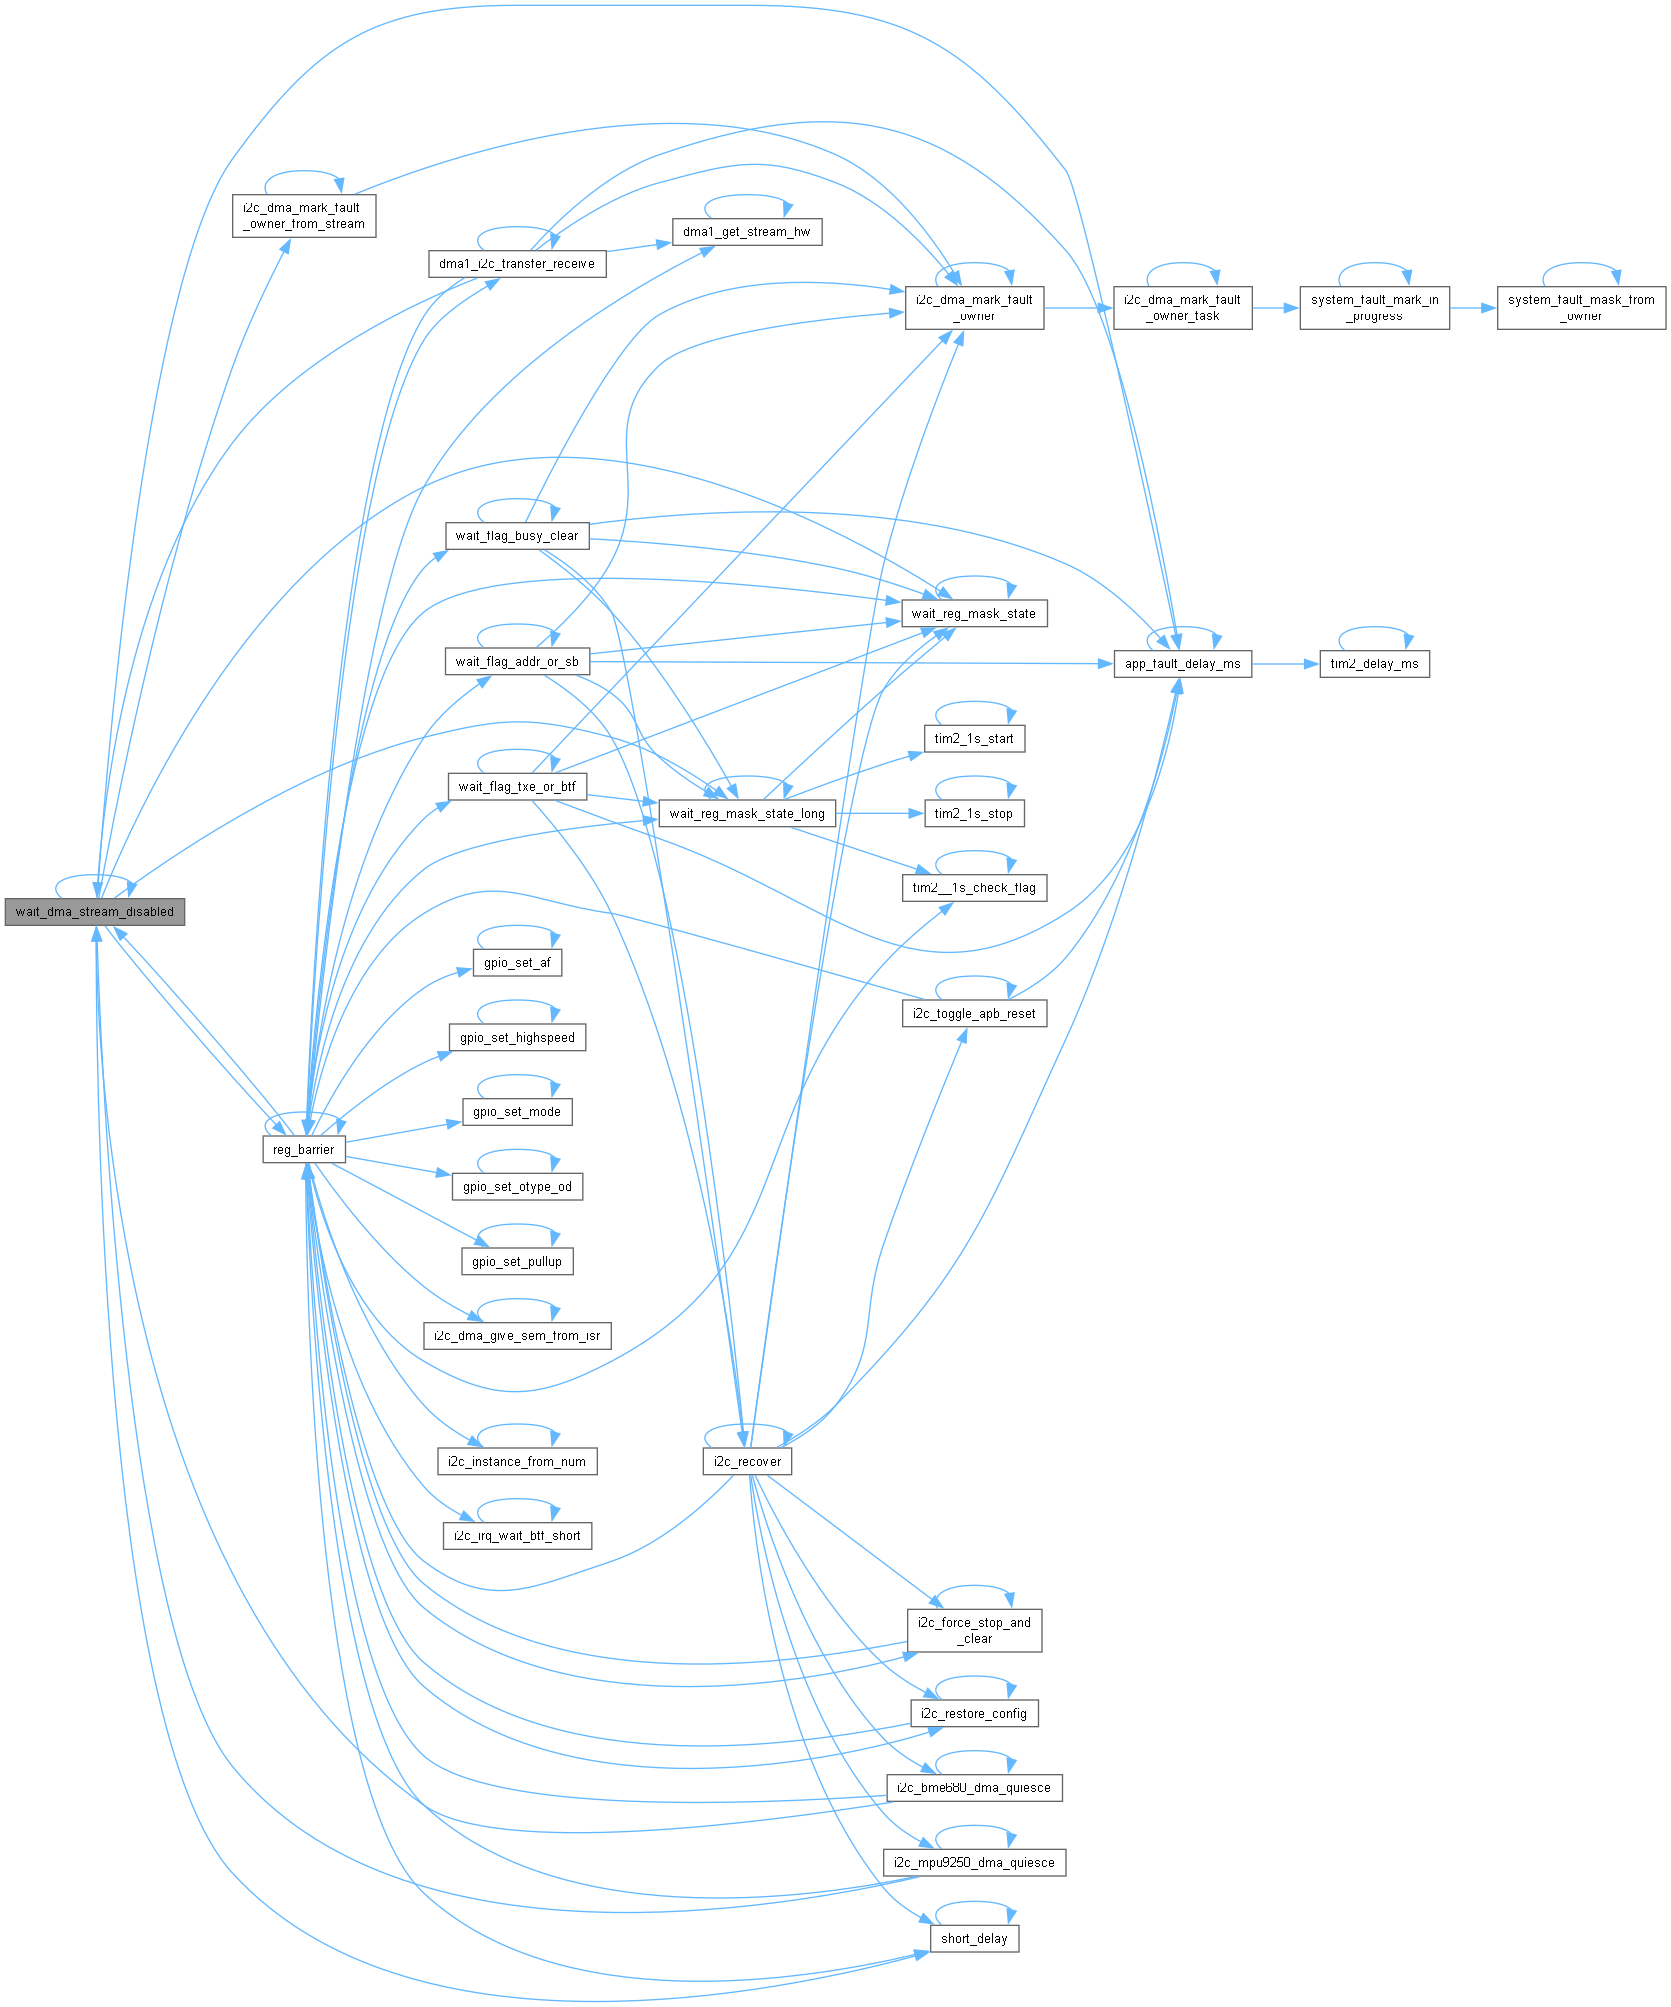 i2c_dma_mark_fault
_owner_from_stream
dma1_get_stream_hw
dma1_i2c_transfer_receive
i2c_dma_mark_fault
_owner
i2c_dma_mark_fault
_owner_task
system_fault_mark_in
_progress
system_fault_mask_from
_owner
wait_flag_busy_clear
wait_reg_mask_state
wait_flag_addr_or_sb
app_fault_delay_ms
tim2_delay_ms
tim2_1s_start
wait_flag_txe_or_btf
wait_reg_mask_state_long
tim2_1s_stop
tim2__1s_check_flag
wait_dma_stream_disabled
gpio_set_af
i2c_toggle_apb_reset
gpio_set_highspeed
gpio_set_mode
reg_barrier
gpio_set_otype_od
gpio_set_pullup
i2c_dma_give_sem_from_isr
i2c_instance_from_num
i2c_recover
i2c_irq_wait_btf_short
i2c_force_stop_and
_clear
i2c_restore_config
i2c_bme680_dma_quiesce
i2c_mpu9250_dma_quiesce
short_delay